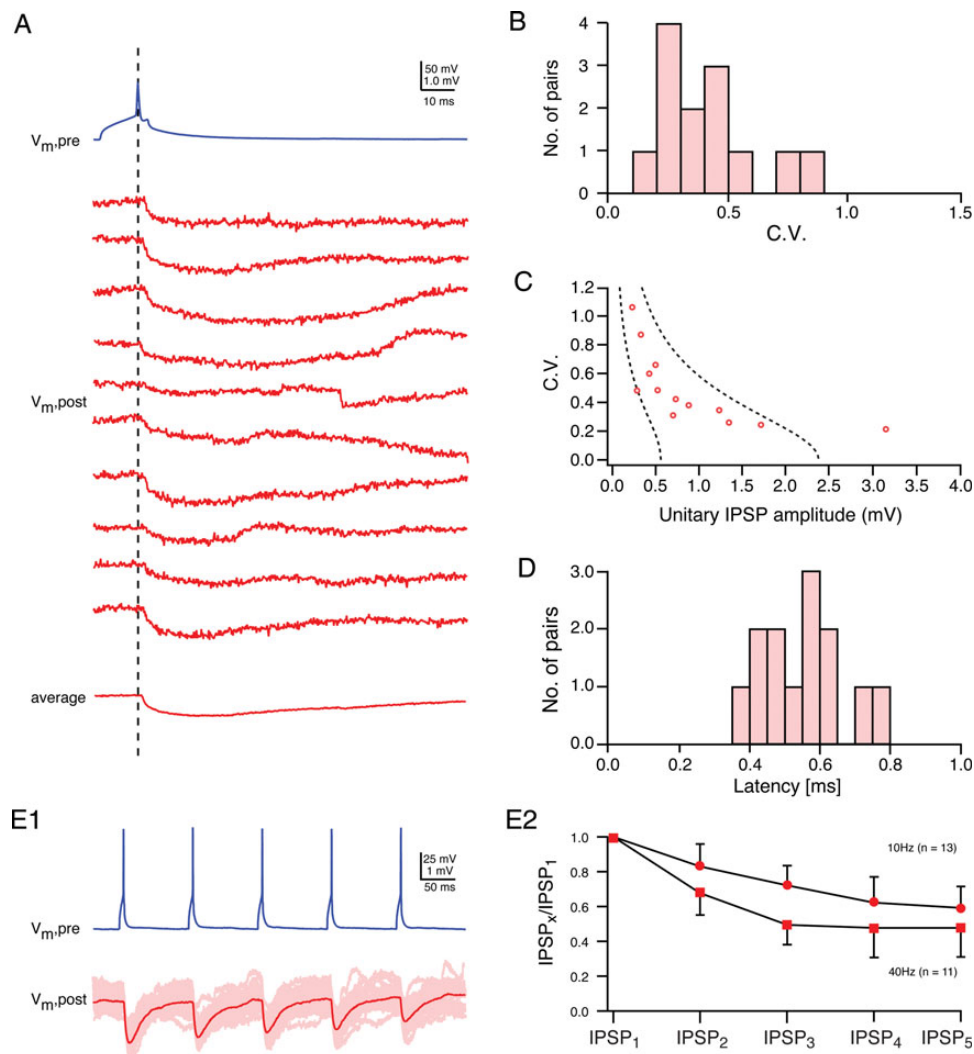 A
50 mV
1.0 mV
10 ms
Vm,pre
Vm,post
average
B
No. of pairs
4
3
2
1
0
0.0
0.5
1.0
1.5
C.V.
C
C.V.
1.2
1.0
0.8
0.6
0.4
0.2
0.0
0.0
0.5
1.0
1.5
2.0
2.5
3.0
3.5
4.0
Unitary IPSP amplitude (mV)
D
No. of pairs
3.0
2.0
1.0
0.0
0.0
0.2
0.4
0.6
0.8
1.0
Latency [ms]
E1
25 mV
1 mV
50 ms
Vm,pre
Vm,post
E2
IPSPx/IPSP1
1.0
0.8
0.6
0.4
0.2
0.0
10Hz (n = 13)
40Hz (n = 11)
IPSP1
IPSP2
IPSP3
IPSP4
IPSP5